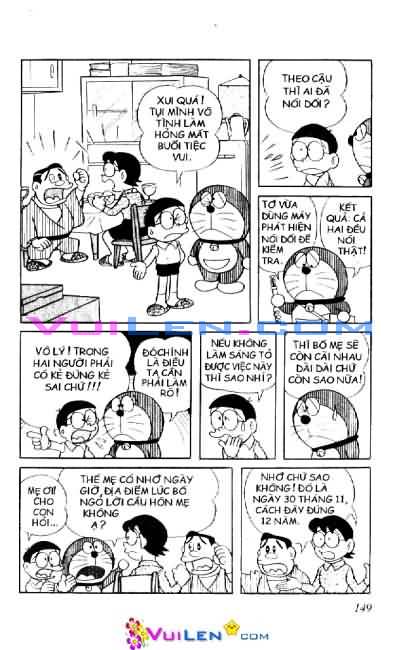 XUI QUÁ!
TỤI MÌNH VÔ
TÌNH LÀM
HỎNG MẤT
BUỔI TIỆC
VUI.
THEO CẬU
THÌ AI ĐÃ
NÓI DỐI?
TỚ VỪA
DÙNG MÁY
PHÁT HIỆN
NÓI DỐI ĐỂ
KIỂM
TRA.
KẾT
QUẢ: CẢ
HAI ĐỀU
NÓI
THẬT!
VUILEN.COM
VÔ LÝ! TRONG
HAI NGƯỜI PHẢI
CÓ KẺ ĐÚNG KẺ
SAI CHỨ!!!
ĐÓ CHÍNH
LÀ ĐIỀU
TA CẦN
PHẢI LÀM
RÕ!
NẾU KHÔNG
LÀM SÁNG TỎ
ĐƯỢC VIỆC NÀY
THÌ SAO NHỈ?
THÌ BỐ MẸ SẼ
CÒN CÃI NHAU
DÀI DÀI CHỨ
CÒN SAO NỮA!
MẸ ƠI!
CHO
CON
HỎI...
THẾ MẸ CÓ NHỚ NGÀY
GIỜ, ĐỊA ĐIỂM LÚC BỐ
NGỎ LỜI CẦU HÔN MẸ
KHÔNG
Ạ?
NHỚ CHỨ SAO
KHÔNG! ĐÓ LÀ
NGÀY 30 THÁNG 11,
CÁCH ĐÂY ĐÚNG
12 NĂM.
149
VUILEN.COM